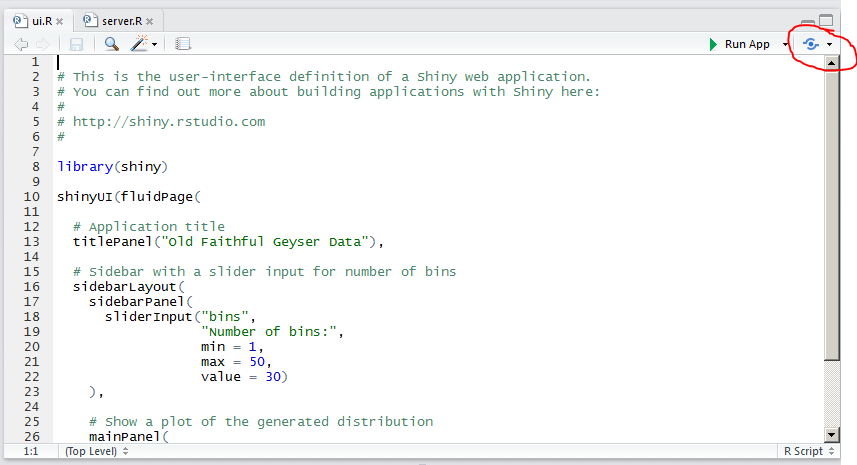 ui.R
server.R
Run App
1
2 # This is the user-interface definition of a Shiny web application.
3 # You can find out more about building applications with Shiny here:
4 #
5 # http://shiny.rstudio.com
6 #
7
8 library(shiny)
9
10 shinyUI(fluidPage(
11
12   # Application title
13   titlePanel("Old Faithful Geyser Data"),
14
15   # Sidebar with a slider input for number of bins
16   sidebarLayout(
17     sidebarPanel(
18       sliderInput("bins",
19                   "Number of bins:",
20                   min = 1,
21                   max = 50,
22                   value = 30)
23     ),
24
25     # Show a plot of the generated distribution
26     mainPanel(
1:1 (Top Level) R Script